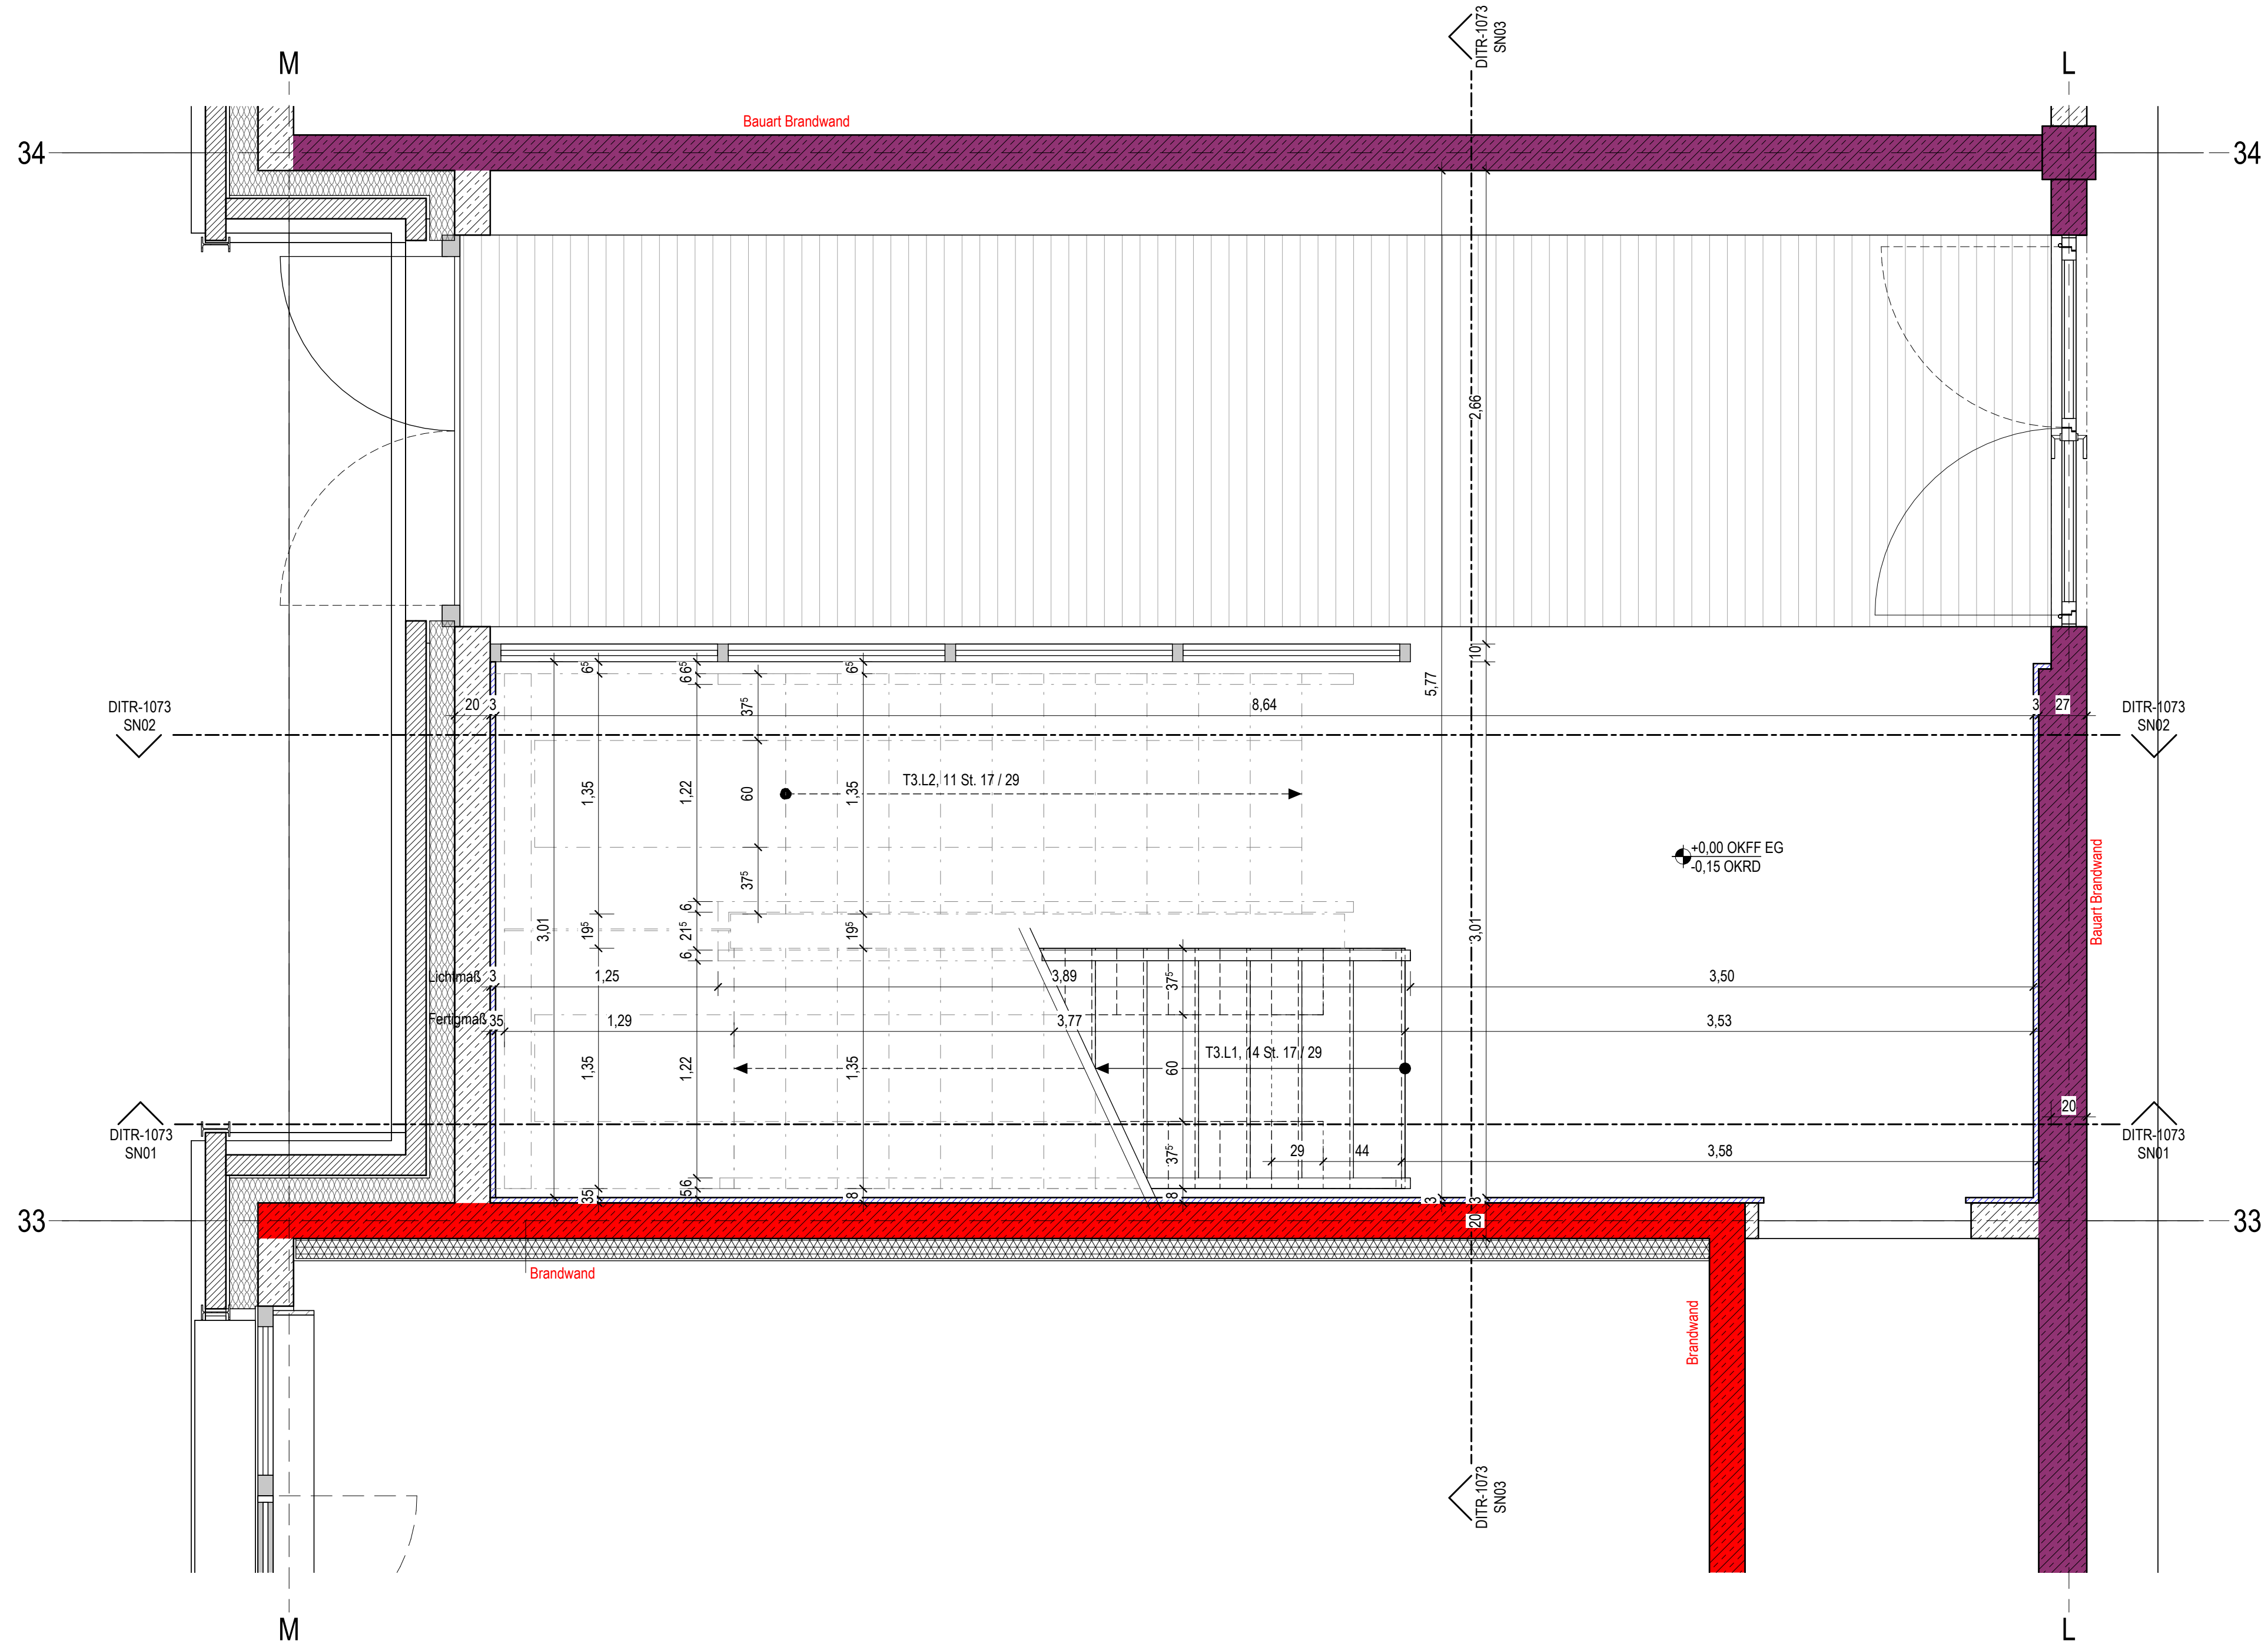 DITR-1073
SN03
M
L
Bauart Brandwand
34
34
2,66
10
6⁵
6 6⁵
6⁵
5,77
DITR-1073
SN02
20 3
37⁵
8,64
3 27
DITR-1073
SN02
T3.L2, 11 St. 17 / 29
1,35
1,22
60
1,35
+0,00 OKFF EG
-0,15 OKRD
Bauart Brandwand
37⁵
6
3,01
19⁵
21⁵
19⁵
3,01
6
Lichtmaß 3
1,25
3,89
37⁵
3,50
Fertigmaß 35
1,29
3,77
3,53
T3.L1, 14 St. 17 / 29
1,35
1,22
1,35
60
20
DITR-1073
SN01
DITR-1073
SN01
37⁵
29
44
3,58
35
5 6
8
8
3
3
33
20
33
Brandwand
Brandwand
DITR-1073
SN03
M
L